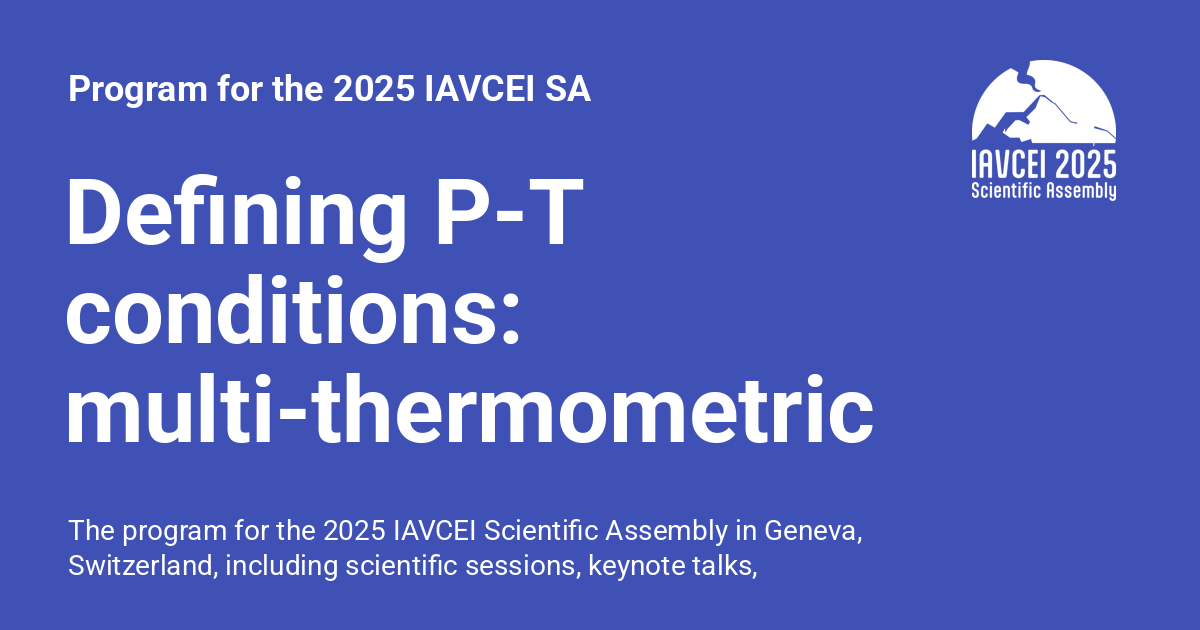 Program for the 2025 IAVCEI SA
IAVCEI 2025
Scientific Assembly
Defining P-T
conditions:
multi-thermometric
The program for the 2025 IAVCEI Scientific Assembly in Geneva,
Switzerland, including scientific sessions, keynote talks,